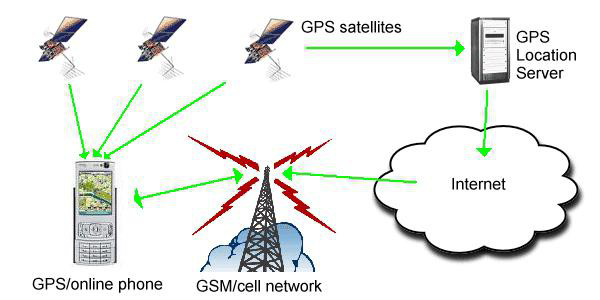 GPS satellites
GPS
Location
Server
Internet
GPS/online phone
GSM/cell network